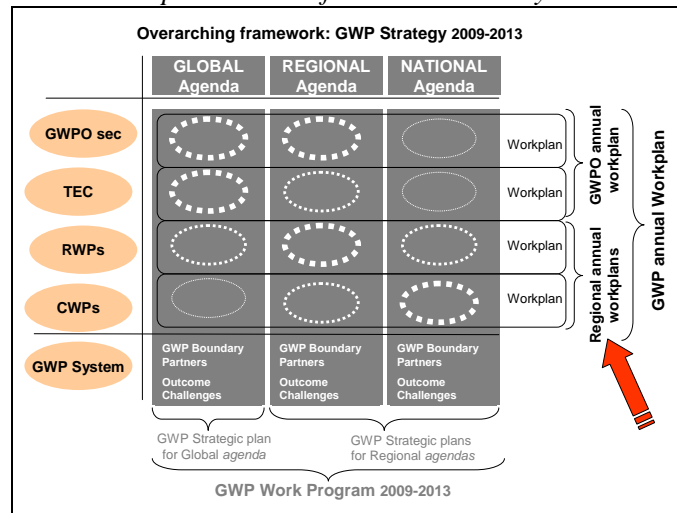 Overarching framework: GWP Strategy 2009-2013
GLOBAL
Agenda
REGIONAL
Agenda
NATIONAL
Agenda
GWPO sec
Workplan
TEC
Workplan
RWPs
Workplan
CWPs
Workplan
GWPO annual
workplan
Regional annual
workplans
GWP annual Workplan
GWP System
GWP Boundary
Partners
Outcome
Challenges
GWP Boundary
Partners
Outcome
Challenges
GWP Boundary
Partners
Outcome
Challenges
GWP Strategic plan
for Global agenda
GWP Strategic plans
for Regional agendas
GWP Work Program 2009-2013